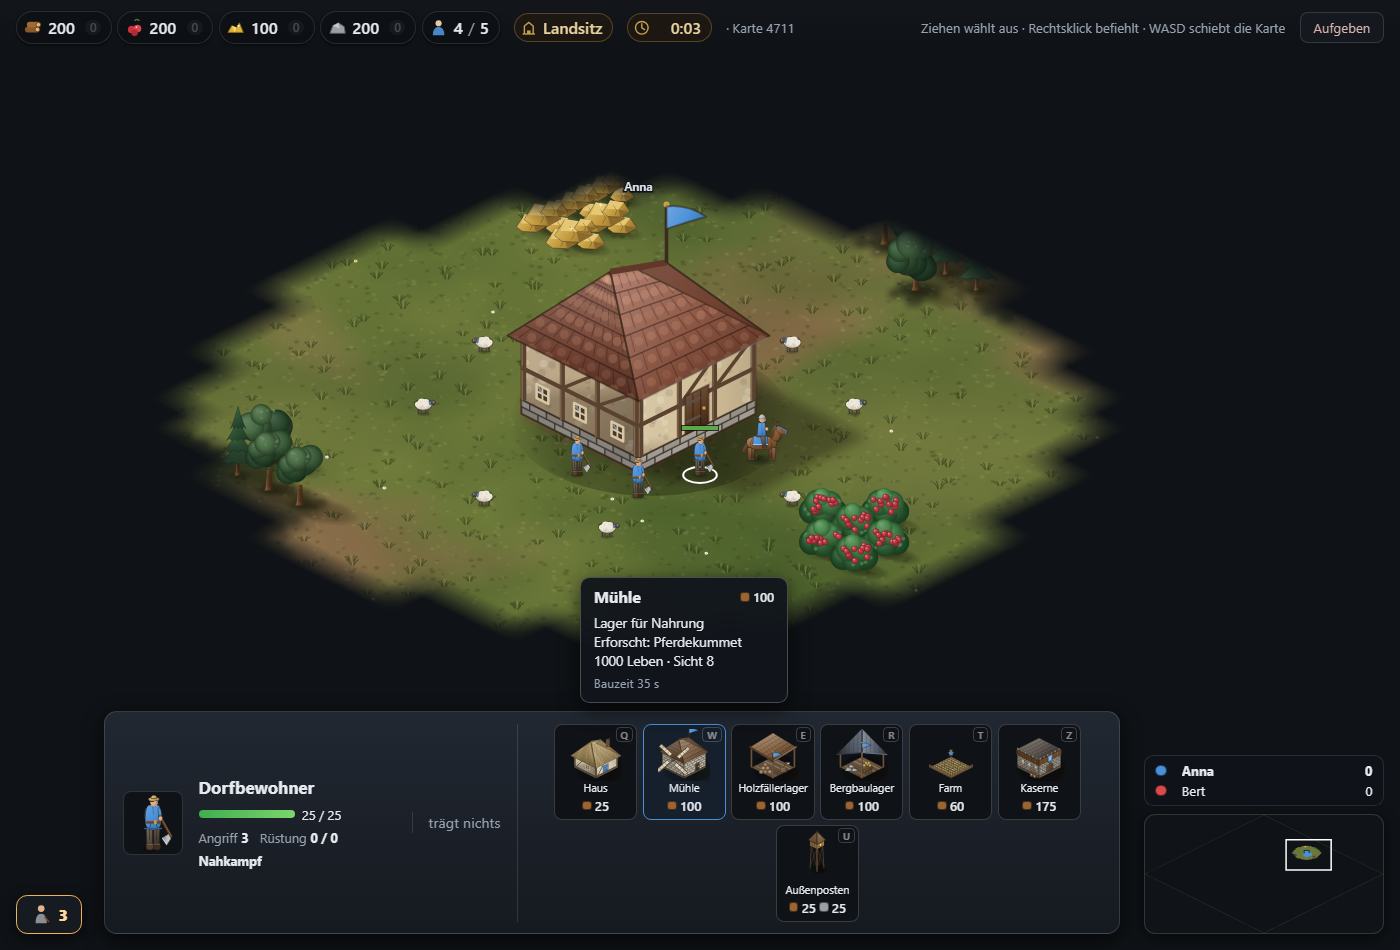 200 0 200 0 100 0 200 0 4 / 5 Landsitz 0:03 · Karte 4711 Ziehen wählt aus · Rechtsklick befiehlt · WASD schiebt die Karte Aufgeben
Anna
Mühle 100
Lager für Nahrung
Erforscht: Pferdekummet
1000 Leben · Sicht 8
Bauzeit 35 s
Dorfbewohner
25 / 25
Angriff 3 Rüstung 0 / 0
Nahkampf
trägt nichts
Q W E R T Z
Haus Mühle Holzfällerlager Bergbaulager Farm Kaserne
25 100 100 100 60 175
U
Außenposten
25 25
Anna 0
Bert 0
3